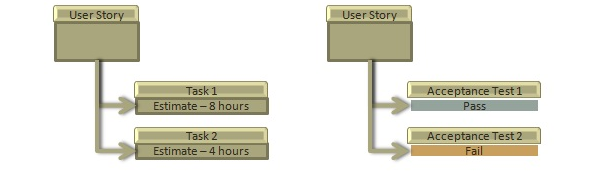 User Story
Task 1
Estimate – 8 hours
Task 2
Estimate – 4 hours
User Story
Acceptance Test 1
Pass
Acceptance Test 2
Fail